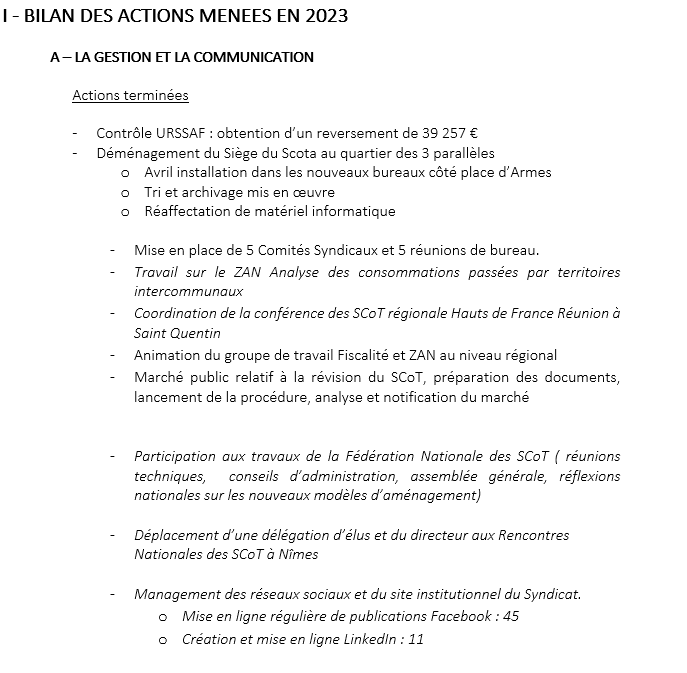 I - BILAN DES ACTIONS MENEES EN 2023
A – LA GESTION ET LA COMMUNICATION
Actions terminées
- Contrôle URSSAF : obtention d'un reversement de 39 257 €
- Déménagement du Siège du Scota au quartier des 3 parallèles
o Avril installation dans les nouveaux bureaux côté place d'Armes
o Tri et archivage mis en œuvre
o Réaffectation de matériel informatique
- Mise en place de 5 Comités Syndicaux et 5 réunions de bureau.
- Travail sur le ZAN Analyse des consommations passées par territoires
intercommunaux
- Coordination de la conférence des SCoT régionale Hauts de France Réunion à
Saint Quentin
- Animation du groupe de travail Fiscalité et ZAN au niveau régional
- Marché public relatif à la révision du SCoT, préparation des documents,
lancement de la procédure, analyse et notification du marché
- Participation aux travaux de la Fédération Nationale des SCoT ( réunions
techniques, conseils d'administration, assemblée générale, réflexions
nationales sur les nouveaux modèles d'aménagement)
- Déplacement d'une délégation d'élus et du directeur aux Rencontres
Nationales des SCoT à Nîmes
- Management des réseaux sociaux et du site institutionnel du Syndicat.
o Mise en ligne régulière de publications Facebook : 45
o Création et mise en ligne LinkedIn : 11